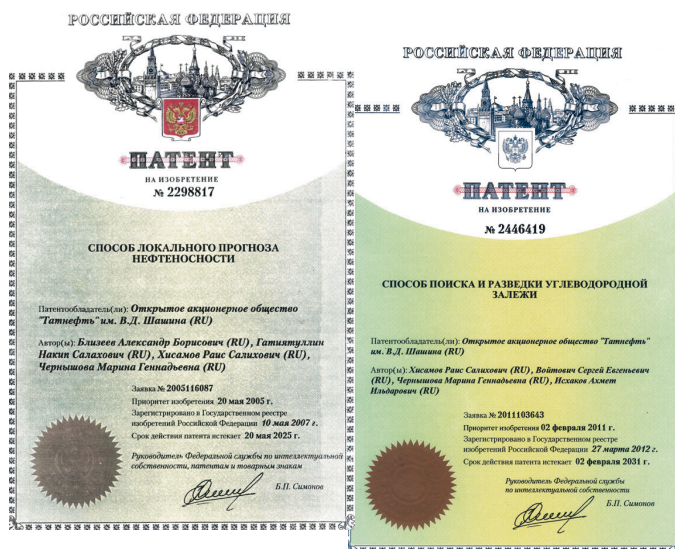 РОССИЙСКАЯ ФЕДЕРАЦИЯ
ПАТЕНТ
НА ИЗОБРЕТЕНИЕ
№ 2298817
СПОСОБ ЛОКАЛЬНОГО ПРОГНОЗА
НЕФТЕНОСНОСТИ
Патентообладатель(ли): Открытое акционерное общество
"Татнефть" им. В.Д. Шашина (RU)
Автор(ы): Близеев Александр Борисович (RU), Гатиятуллин
Накип Салахович (RU), Хисамов Раис Салихович (RU),
Чернышова Марина Геннадьевна (RU)
Заявка № 2005116087
Приоритет изобретения 20 мая 2005 г.
Зарегистрировано в Государственном реестре
изобретений Российской Федерации 10 мая 2007 г.
Срок действия патента истекает 20 мая 2025 г.
Руководитель Федеральной службы по интеллектуальной
собственности, патентам и товарным знакам
Б.П. Симонов
РОССИЙСКАЯ ФЕДЕРАЦИЯ
ПАТЕНТ
НА ИЗОБРЕТЕНИЕ
№ 2446419
СПОСОБ ПОИСКА И РАЗВЕДКИ УГЛЕВОДОРОДНОЙ
ЗАЛЕЖИ
Патентообладатель(ли): Открытое акционерное общество "Татнефть"
им. В.Д. Шашина (RU)
Автор(ы): Хисамов Раис Салихович (RU), Войтович Сергей Евгеньевич
(RU), Чернышова Марина Геннадьевна (RU), Исхаков Ахмет
Ильдарович (RU)
Заявка № 2011103643
Приоритет изобретения 02 февраля 2011 г.
Зарегистрировано в Государственном реестре
изобретений Российской Федерации 27 марта 2012 г.
Срок действия патента истекает 02 февраля 2031 г.
Руководитель Федеральной службы
по интеллектуальной собственности
Б.П. Симонов